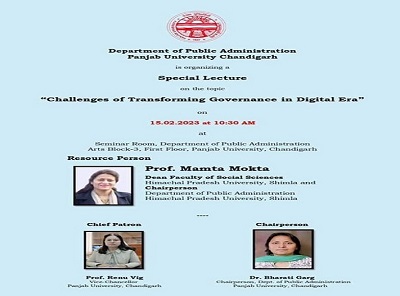 Department of Public Administration
Panjab University Chandigarh
is organizing a
Special Lecture
on the topic
“Challenges of Transforming Governance in Digital Era”
on
15.02.2023 at 10:30 AM
at
Seminar Room, Department of Public Administration
Arts Block-3, First Floor, Panjab University, Chandigarh
Resource Person
Prof. Mamta Mokta
Dean Faculty of Social Sciences
Himachal Pradesh University, Shimla and
Chairperson
Department of Public Administration
Himachal Pradesh University, Shimla
----
Chief Patron
Prof. Renu Vig
Vice-Chancellor
Panjab University, Chandigarh
Chairperson
Dr. Bharati Garg
Chairperson, Dept. of Public Administration
Panjab University, Chandigarh